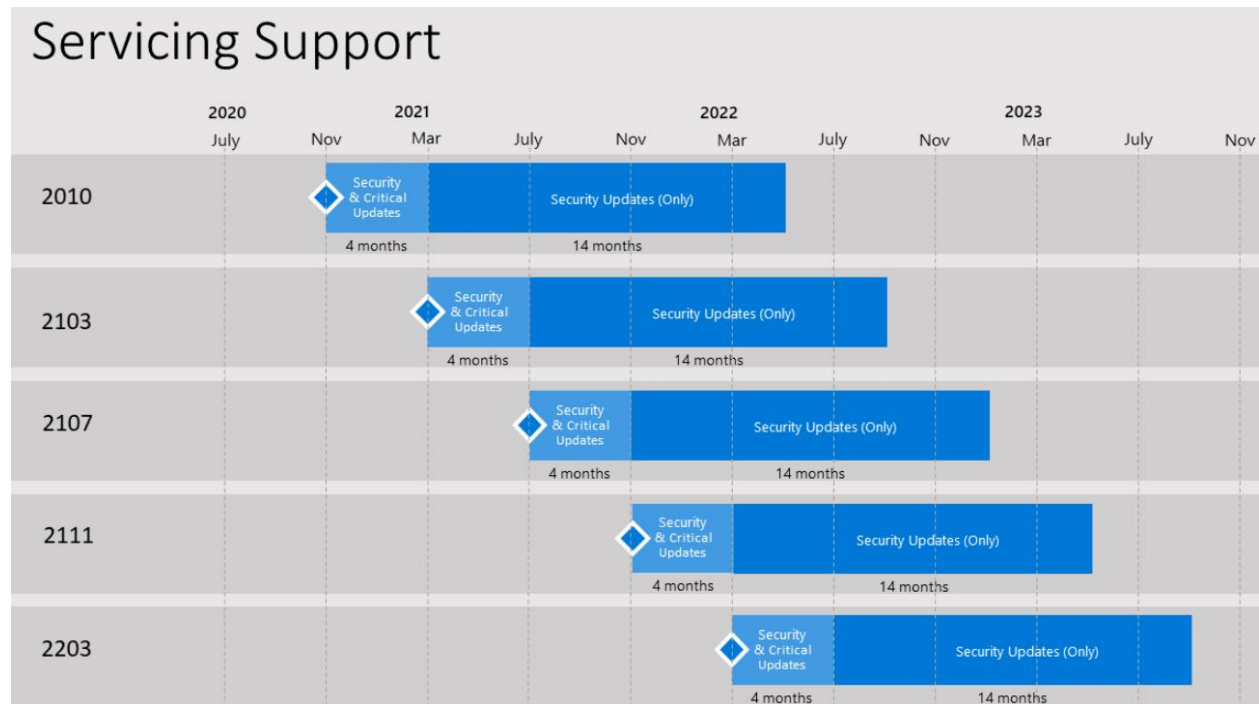 Servicing Support
2020 2021 2022 2023
July Nov Mar July Nov Mar July Nov Mar July Nov
2010
Security
& Critical
Updates
Security Updates (Only)
4 months 14 months
2103
Security
& Critical
Updates
Security Updates (Only)
4 months 14 months
2107
Security
& Critical
Updates
Security Updates (Only)
4 months 14 months
2111
Security
& Critical
Updates
Security Updates (Only)
4 months 14 months
2203
Security
& Critical
Updates
Security Updates (Only)
4 months 14 months